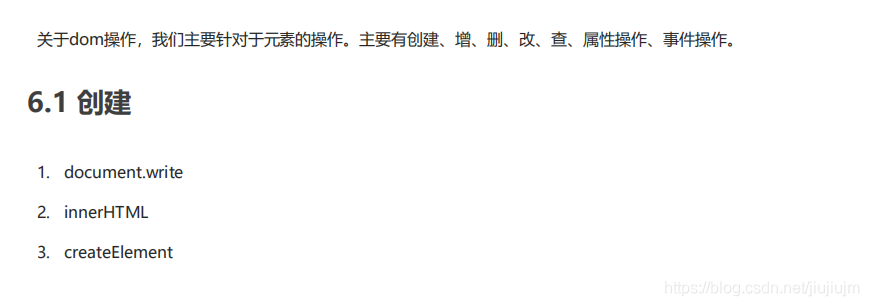 关于dom操作，我们主要针对于元素的操作。主要有创建、增、删、改、查、属性操作、事件操作。
6.1 创建
1. document.write
2. innerHTML
3. createElement
https://blog.csdn.net/jiujiujrn